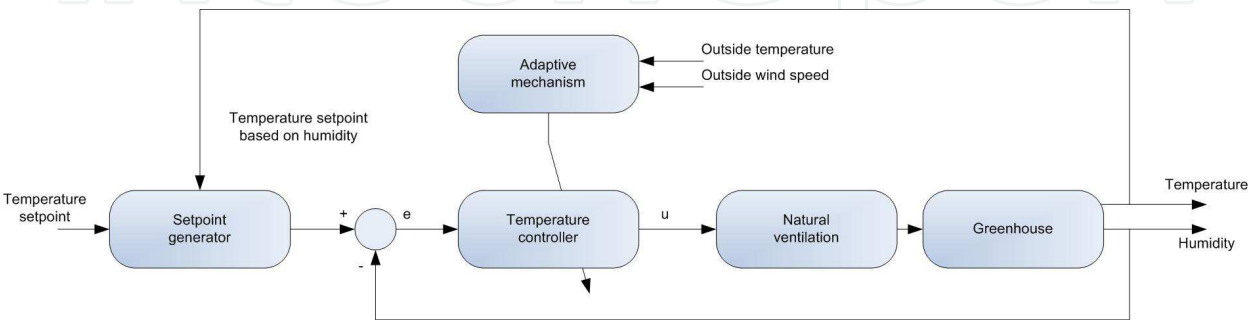 Outside temperature
Adaptive
mechanism
Outside wind speed
Temperature setpoint
based on humidity
Temperature
setpoint
Setpoint
generator
+
-
e
Temperature
controller
u
Natural
ventilation
Greenhouse
Temperature
Humidity